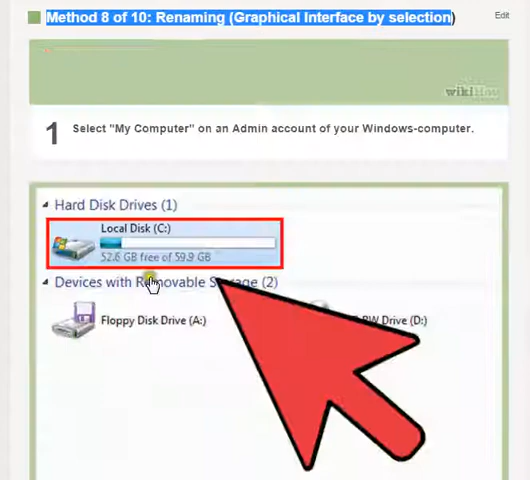 Method 8 of 10: Renaming (Graphical Interface by selection)
Edit
wikiHow
1
Select "My Computer" on an Admin account of your Windows-computer.
Hard Disk Drives (1)
Local Disk (C:)
52.6 GB free of 59.9 GB
Devices with Removable Storage (2)
Floppy Disk Drive (A:)
RW Drive (D:)